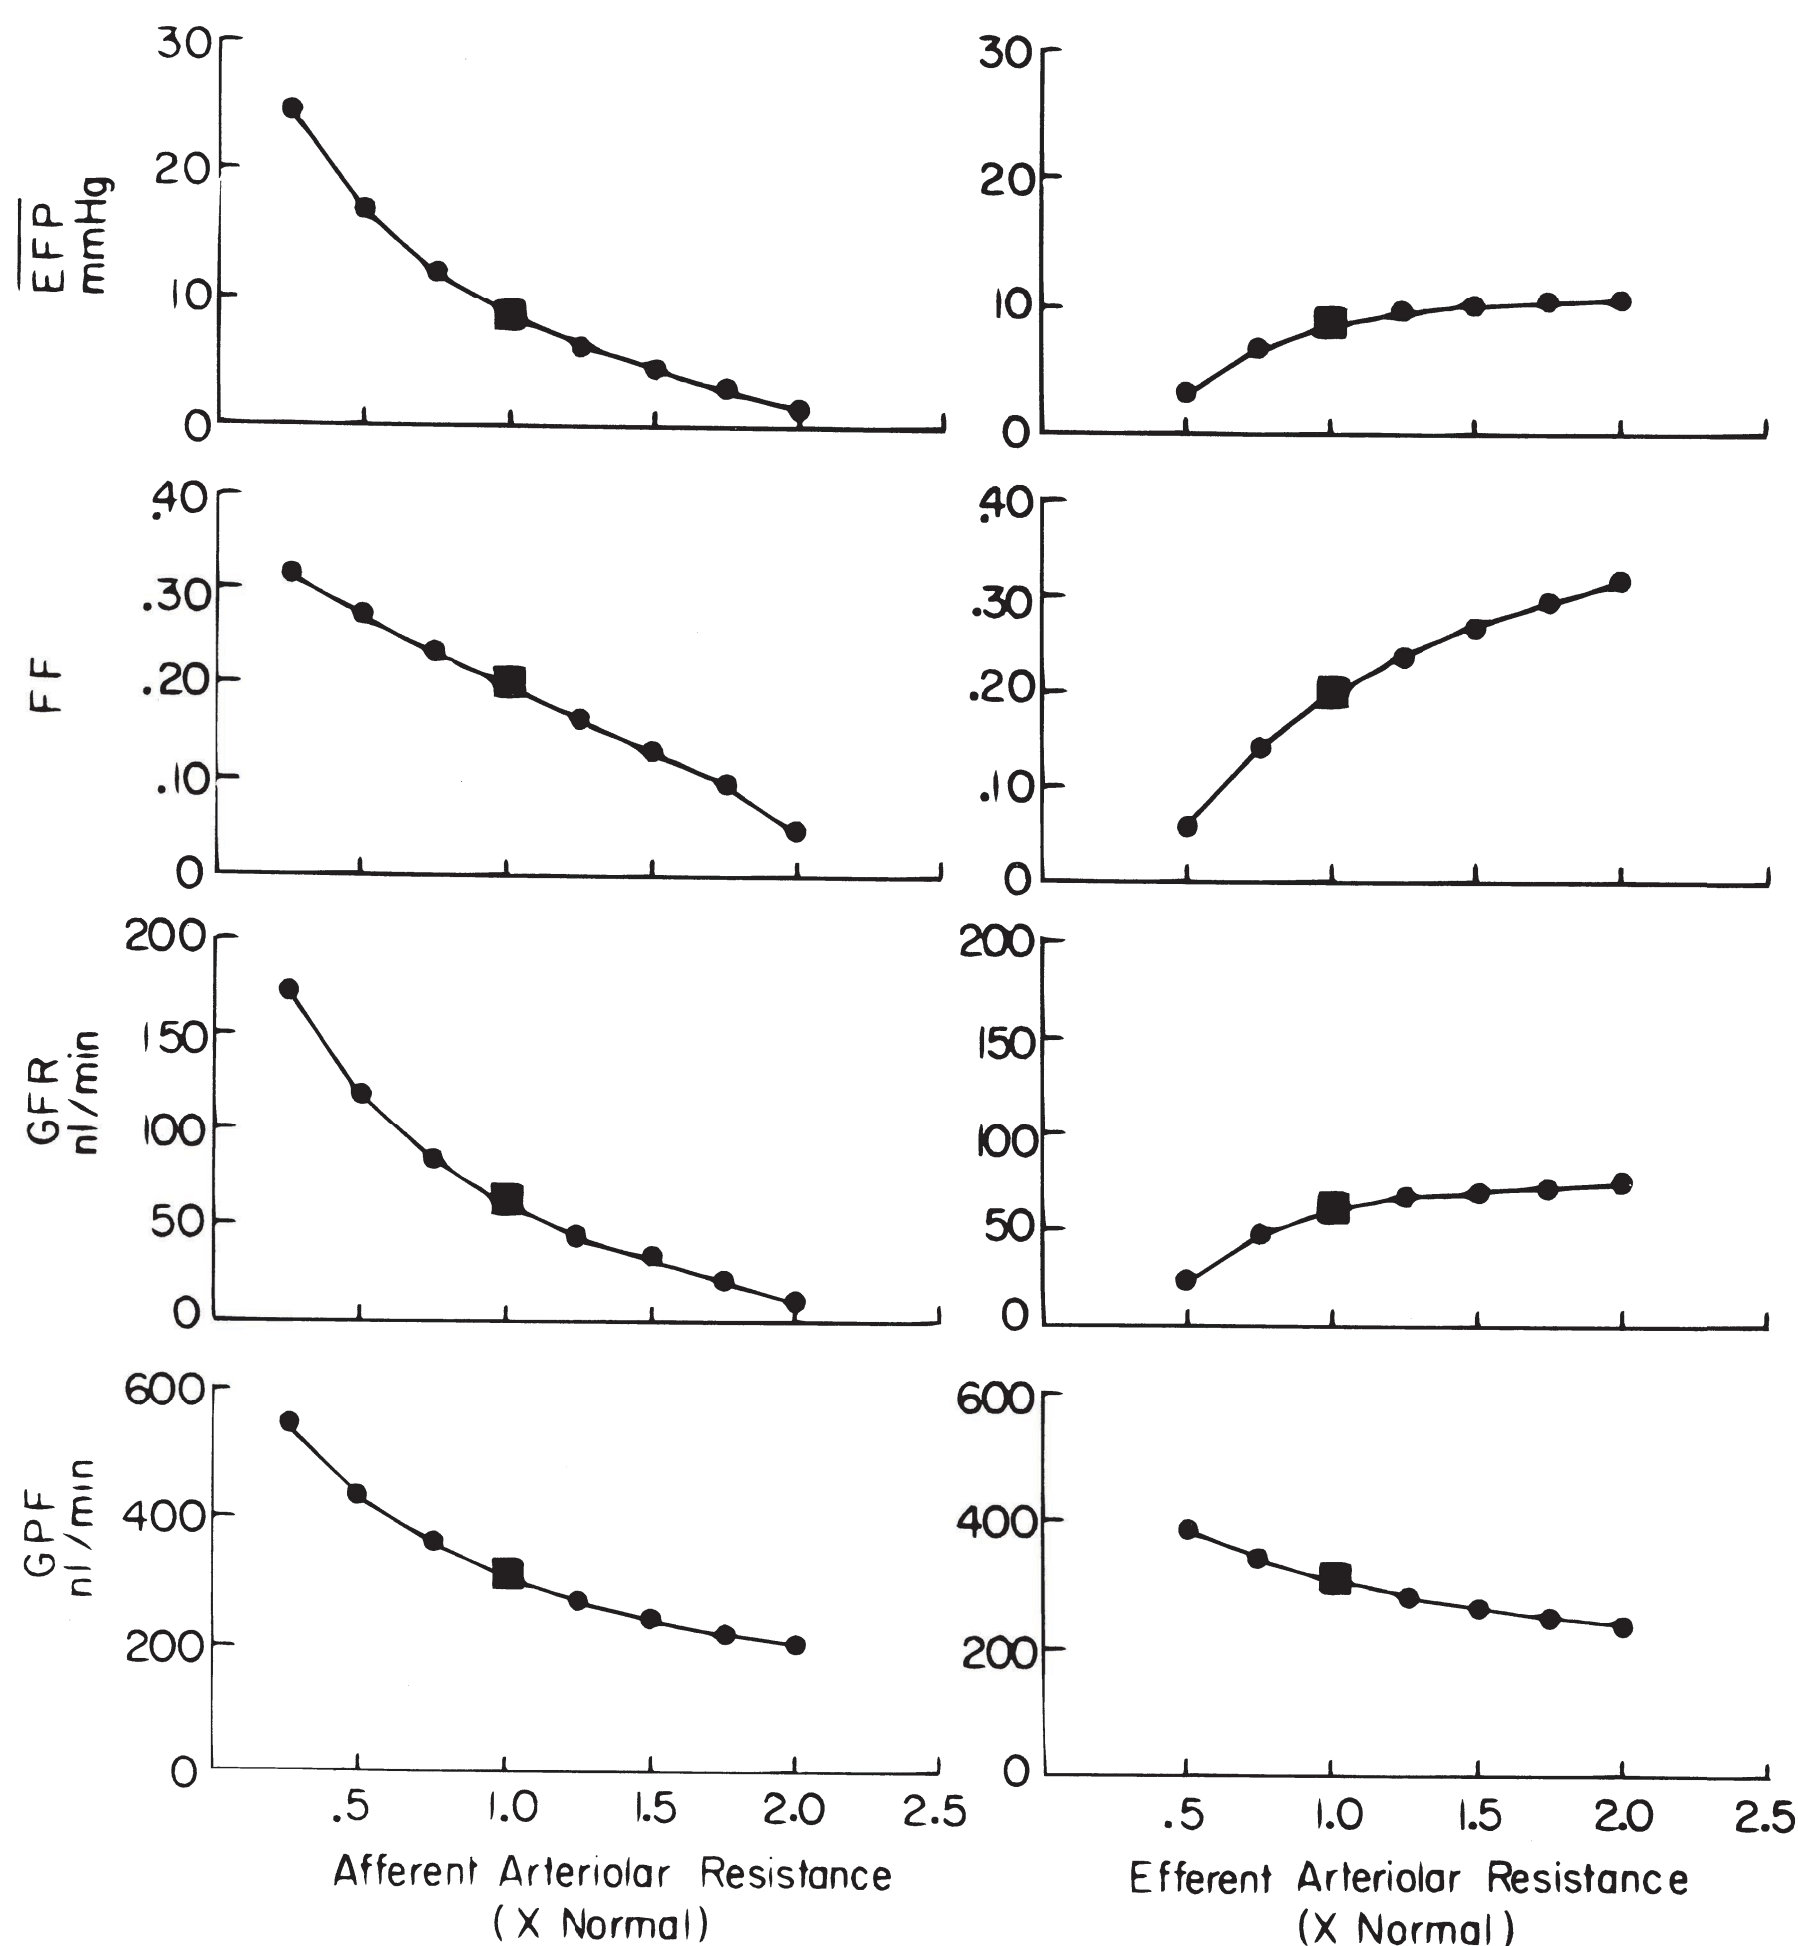 30
20
10
0
EFP
mmHg
30
20
10
0
.40
.30
.20
.10
0
FF
.40
.30
.20
.10
0
200
150
100
50
0
GFR
nl/min
200
150
100
50
0
600
400
200
0
GPF
nl/min
.5 1.0 1.5 2.0 2.5
Afferent Arteriolar Resistance
(X Normal)
600
400
200
0
.5 1.0 1.5 2.0 2.5
Efferent Arteriolar Resistance
(X Normal)